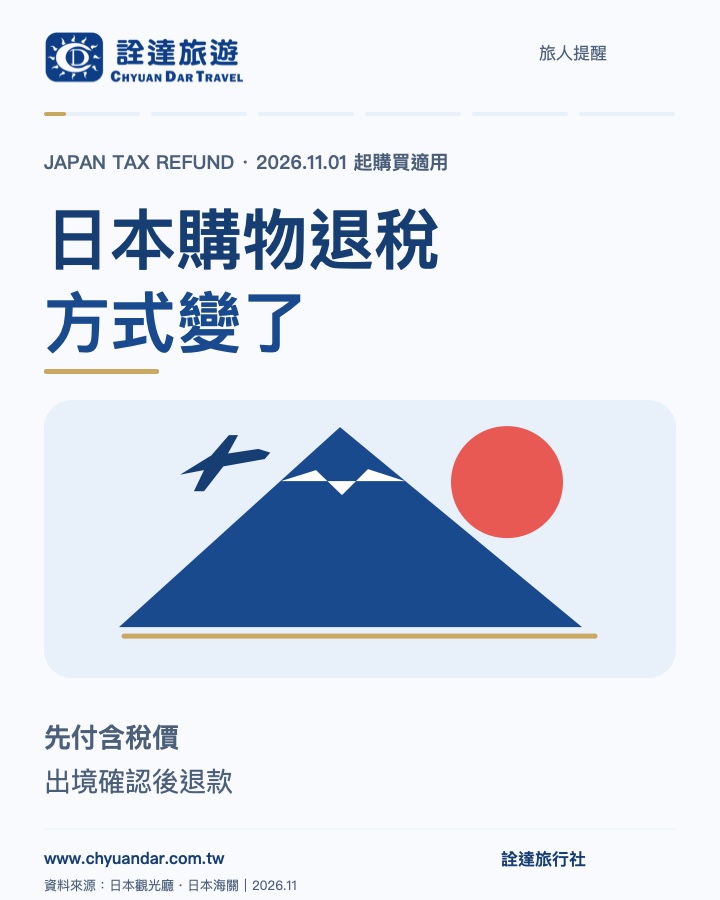 詮達旅遊
CHYUAN DAR TRAVEL
旅人提醒
JAPAN TAX REFUND · 2026.11.01 起購買適用
日本購物退稅
方式變了
先付含稅價
出境確認後退款
www.chyuandar.com.tw
詮達旅行社
資料來源：日本觀光廳 · 日本海關｜2026.11